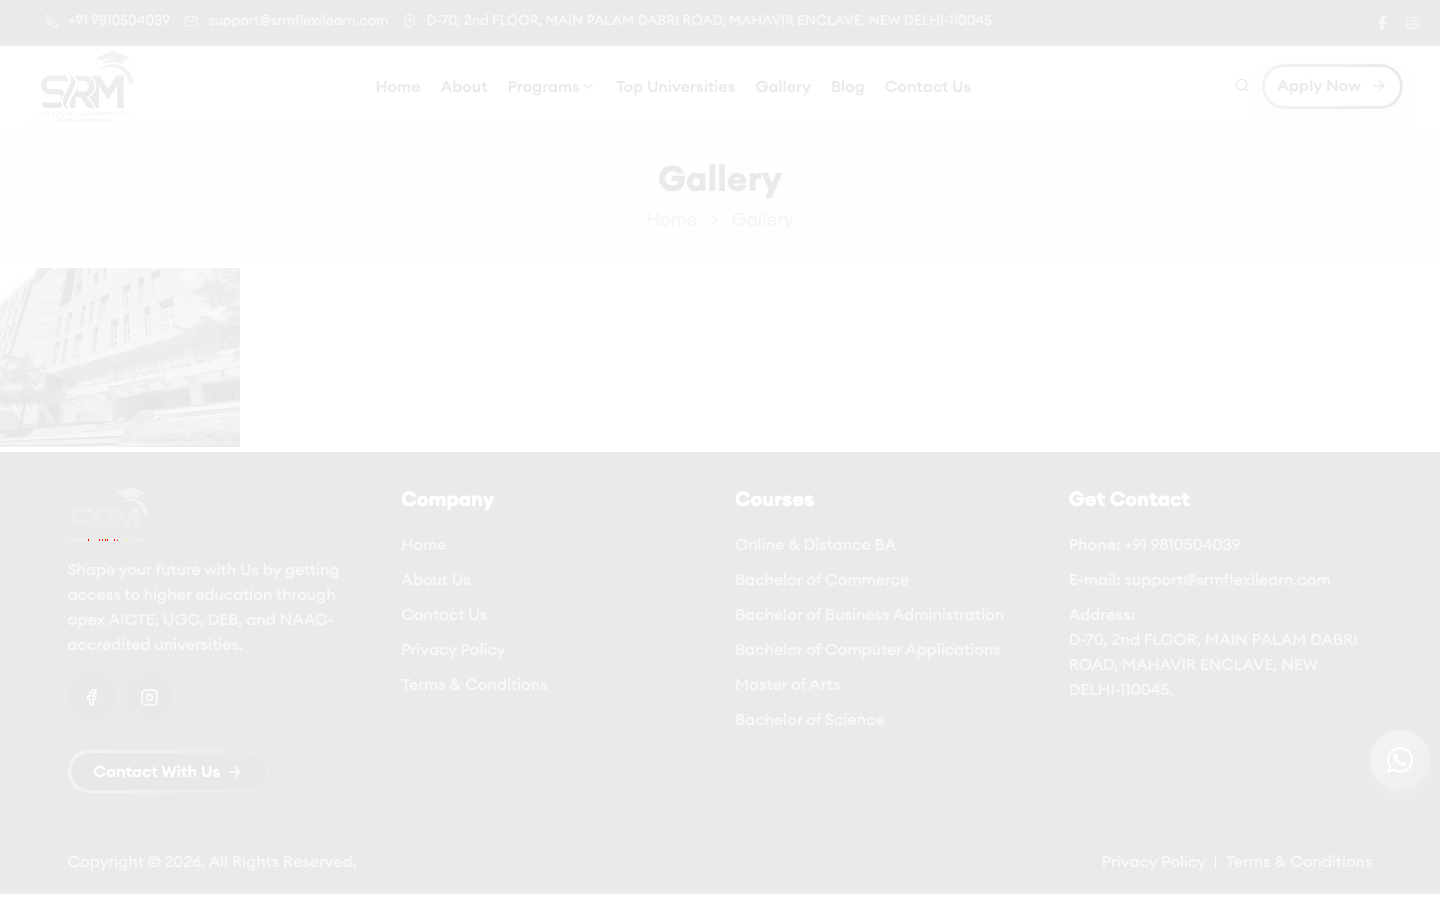 +91 9810504039
support@srmflexilearn.com
D-70, 2nd FLOOR, MAIN PALAM DABRI ROAD, MAHAVIR ENCLAVE, NEW DELHI-110045.
SRM
Home
About
Programs
Top Universities
Gallery
Blog
Contact Us
Apply Now
Gallery
Home
Gallery
SRM
Shape your future with Us by getting
access to higher education through
apex AICTE, UGC, DEB, and NAAC-
accredited universities.
Contact With Us
Company
Home
About Us
Contact Us
Privacy Policy
Terms & Conditions
Courses
Online & Distance BA
Bachelor of Commerce
Bachelor of Business Administration
Bachelor of Computer Applications
Master of Arts
Bachelor of Science
Get Contact
Phone: +91 9810504039
E-mail: support@srmflexilearn.com
Address:
D-70, 2nd FLOOR, MAIN PALAM DABRI
ROAD, MAHAVIR ENCLAVE, NEW
DELHI-110045.
Copyright © 2026. All Rights Reserved.
Privacy Policy
Terms & Conditions